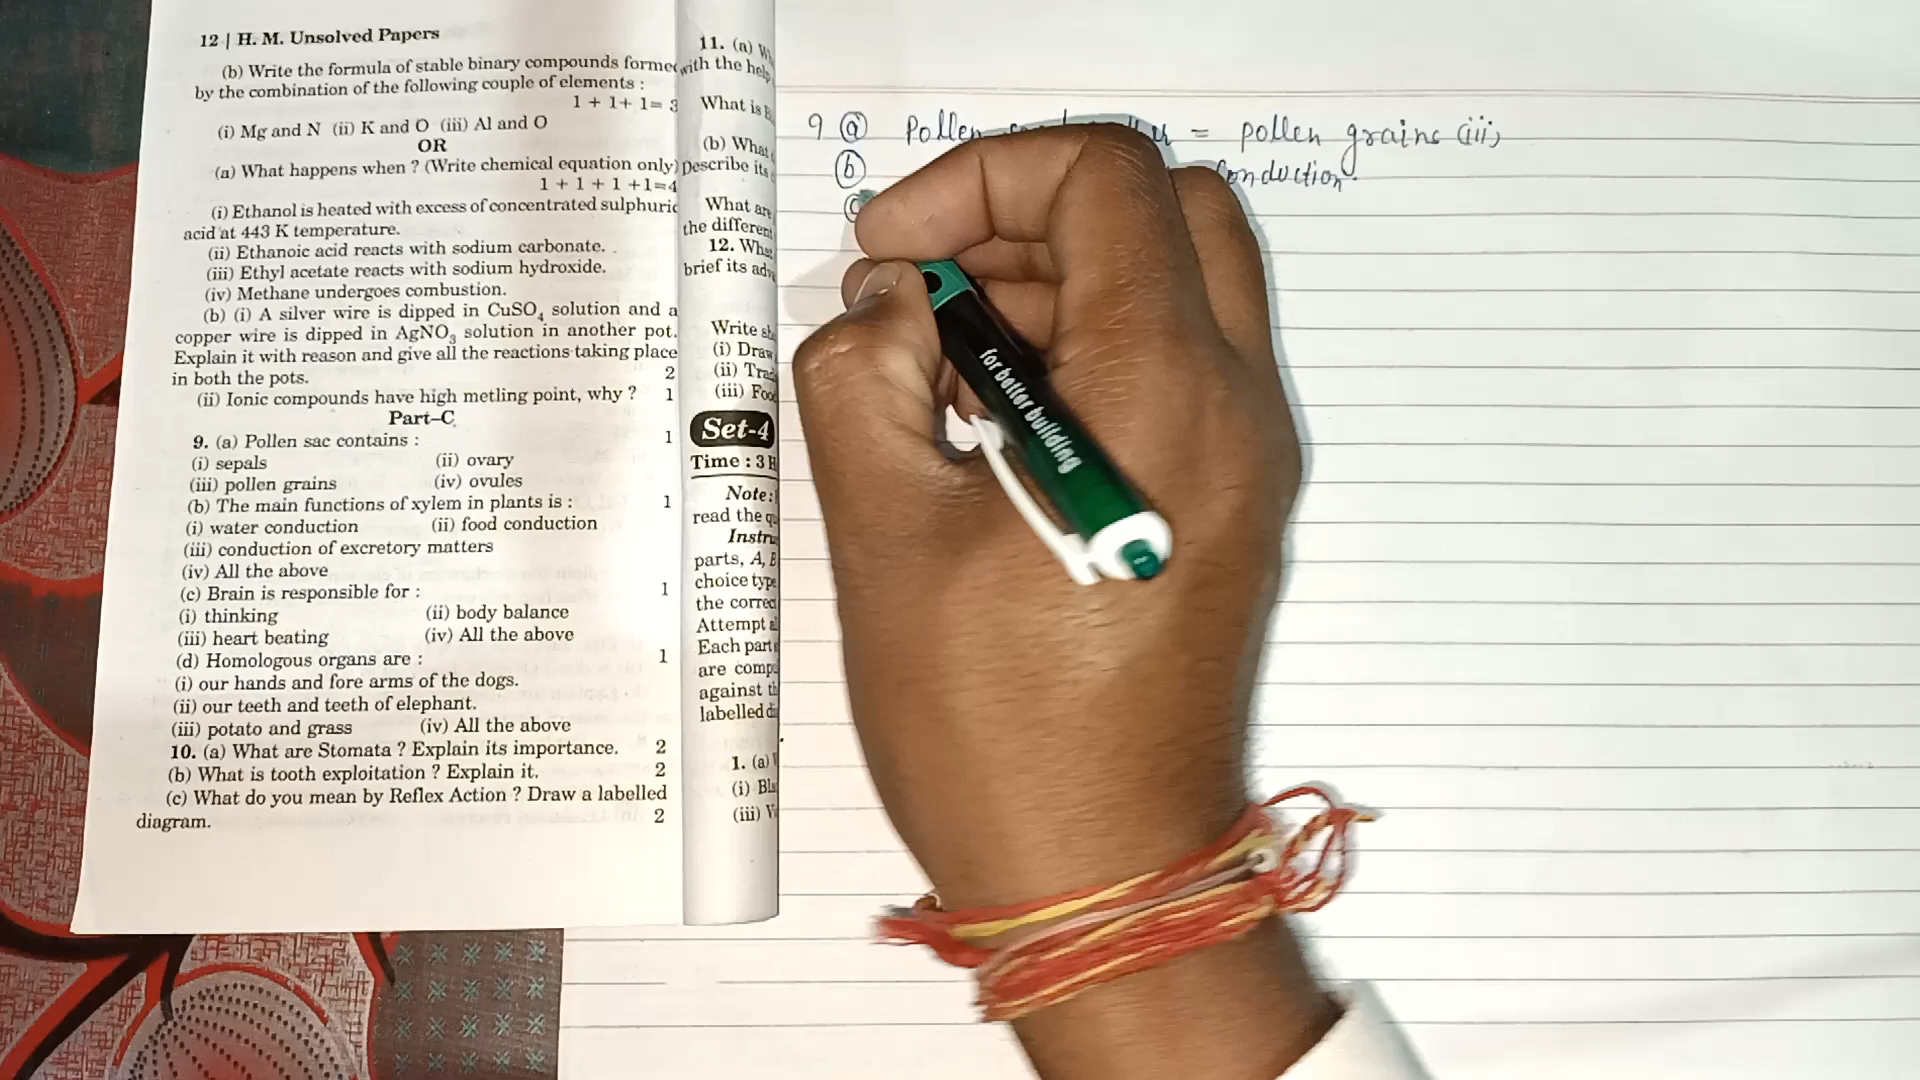 12 | H. M. Unsolved Papers
(b) Write the formula of stable binary compounds
by the combination of the following couple of elements :
1 + 1+ 1= 3
(i) Mg and N (ii) K and O (iii) Al and O
OR
(a) What happens when ? (Write chemical equation only)
1 + 1 + 1 +1=4
(i) Ethanol is heated with excess of concentrated
acid at 443 K temperature.
(ii) Ethanoic acid reacts with sodium carbonate.
(iii) Ethyl acetate reacts with sodium hydroxide.
(iv) Methane undergoes combustion.
(b) (i) A silver wire is dipped in CuSO4 solution and a
copper wire is dipped in AgNO3 solution in another pot.
Explain it with reason and give all the reactions taking place
in both the pots. 2
(ii) Ionic compounds have high metling point, why ? 1
Part–C
9. (a) Pollen sac contains : 1
(i) sepals (ii) ovary
(iii) pollen grains (iv) ovules
(b) The main functions of xylem in plants is : 1
(i) water conduction (ii) food conduction
(iii) conduction of excretory matters
(iv) All the above
(c) Brain is responsible for : 1
(i) thinking (ii) body balance
(iii) heart beating (iv) All the above
(d) Homologous organs are : 1
(i) our hands and fore arms of the dogs.
(ii) our teeth and teeth of elephant.
(iii) potato and grass (iv) All the above
10. (a) What are Stomata ? Explain its importance. 2
(b) What is tooth exploitation ? Explain it. 2
(c) What do you mean by Reflex Action ? Draw a labelled
diagram. 2
11. (a)
with the
What is
(b) What
Describe its
What are
the different
12.
brief its
Write
(i) Draw
(ii)
(iii)
Set-4
Time : 3
Note:
read the
parts, A, B
choice type
the correct
Attempt
Each part
are
against
labelled
1. (a)
(i)
(iii)
9 (a) Pollen = pollen grains (iii)
(b) conduction.
(c)
for better building